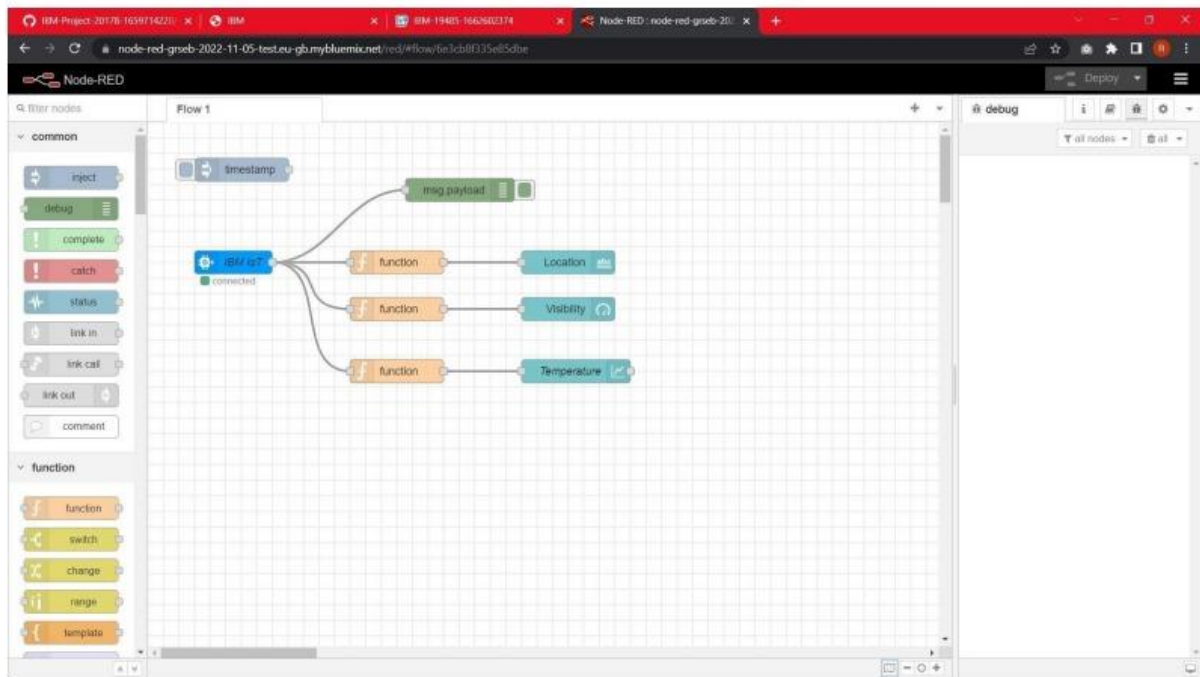 IBM-Project-20178-1659714220/
IBM
IBM-19485-1662602374
Node-RED : node-red-grseb-202
node-red-grseb-2022-11-05-test.eu-gb.mybluemix.net/red/#flow/6e3cb8f335e85dbe
Node-RED
Deploy
filter nodes
Flow 1
debug
i
all nodes
all
common
inject
debug
complete
catch
status
link in
link call
link out
comment
function
function
switch
change
range
template
timestamp
msg.payload
IBM IoT
connected
function
Location
abc
function
Visibility
function
Temperature